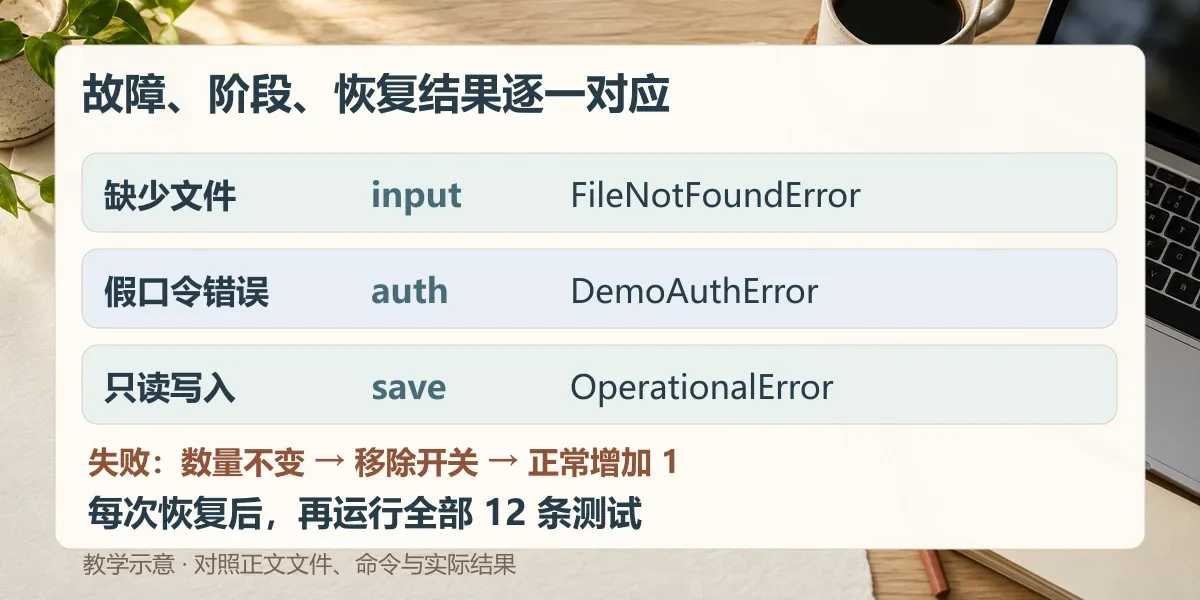 故障、阶段、恢复结果逐一对应
缺少文件 input FileNotFoundError
假口令错误 auth DemoAuthError
只读写入 save OperationalError
失败：数量不变 → 移除开关 → 正常增加 1
每次恢复后，再运行全部 12 条测试
教学示意 · 对照正文文件、命令与实际结果